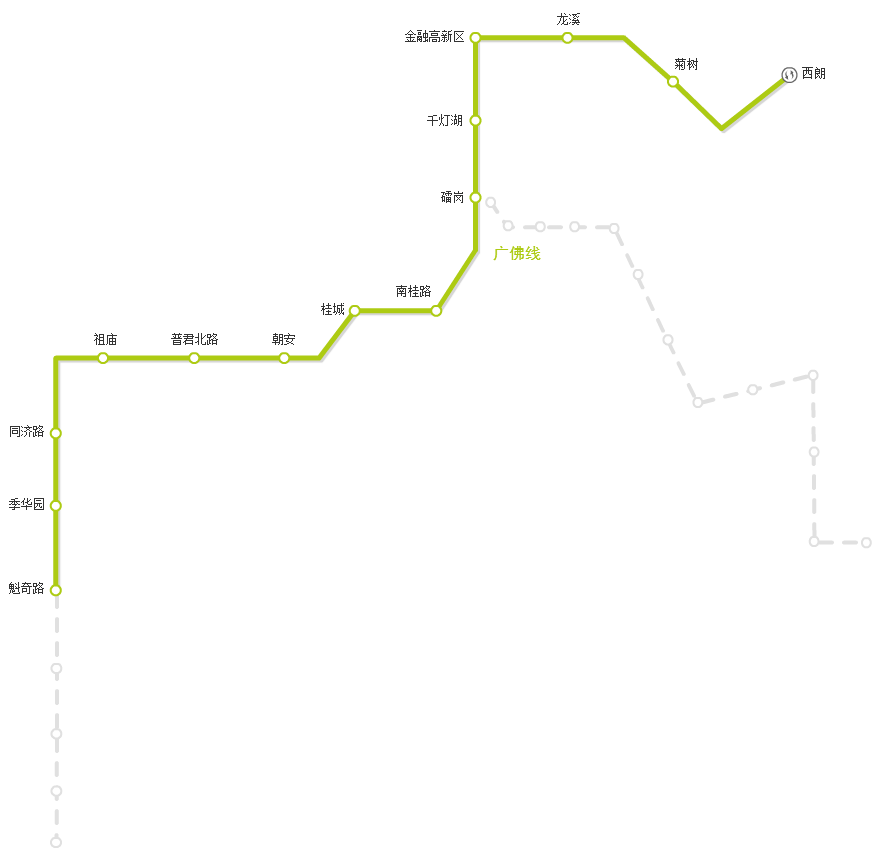 龙溪
金融高新区
菊树
西朗
千灯湖
礌岗
广佛线
南桂路
桂城
祖庙
普君北路
朝安
同济路
季华园
魁奇路